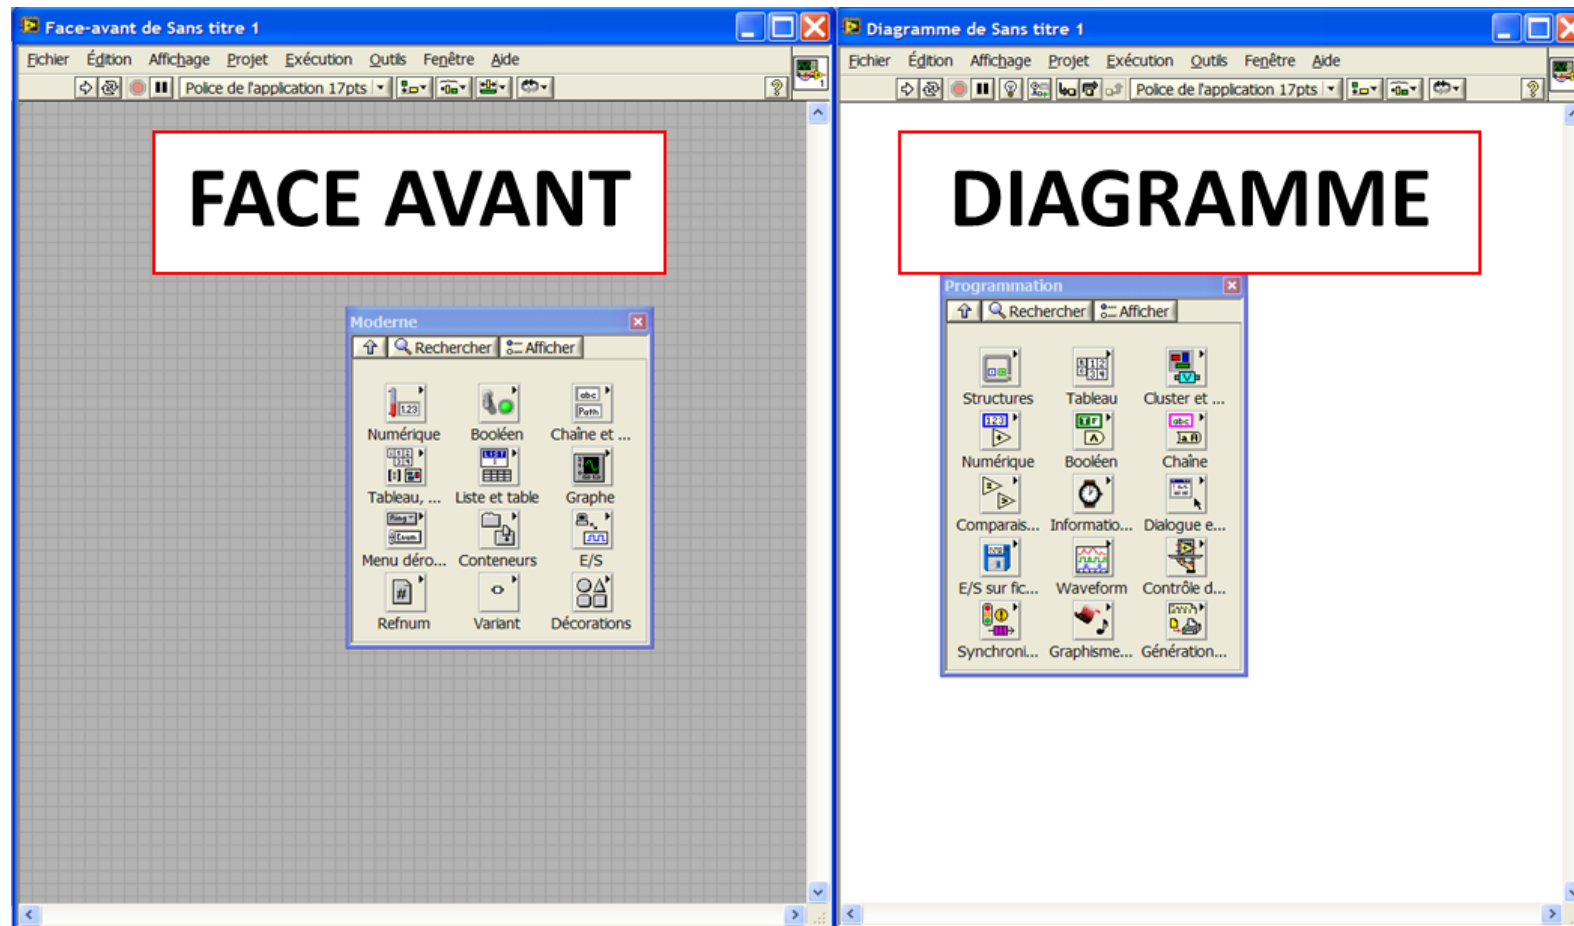 Face-avant de Sans titre 1
Fichier Édition Affichage Projet Exécution Outils Fenêtre Aide
Police de l'application 17pts
FACE AVANT
Moderne
Rechercher Afficher
Numérique Booléen Chaîne et ...
Tableau, ... Liste et table Graphe
Menu déro... Conteneurs E/S
Refnum Variant Décorations
Diagramme de Sans titre 1
Fichier Édition Affichage Projet Exécution Outils Fenêtre Aide
Police de l'application 17pts
DIAGRAMME
Programmation
Rechercher Afficher
Structures Tableau Cluster et ...
Numérique Booléen Chaîne
Comparais... Informatio... Dialogue e...
E/S sur fic... Waveform Contrôle d...
Synchroni... Graphisme... Génération...